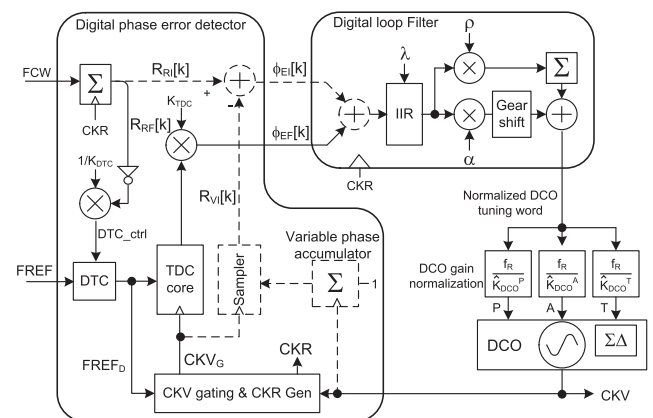 Digital phase error detector
Digital loop Filter
FCW
Σ
R_RI[k]
+
-
+
ϕ_EI[k]
CKR
R_RF[k]
K_TDC
×
ϕ_EF[k]
1/K_DTC
×
DTC_ctrl
R_VI[k]
+
λ
IIR
ρ
×
Σ
×
α
Gear
shift
+
CKR
Normalized DCO
tuning word
FREF
DTC
TDC
core
Sampler
Variable phase
accumulator
Σ
1
DCO gain
normalization
f_R
K̂_DCO^P
f_R
K̂_DCO^A
f_R
K̂_DCO^T
P
A
T
DCO
ΣΔ
FREF_D
CKV_G
CKR
CKV gating & CKR Gen
CKV